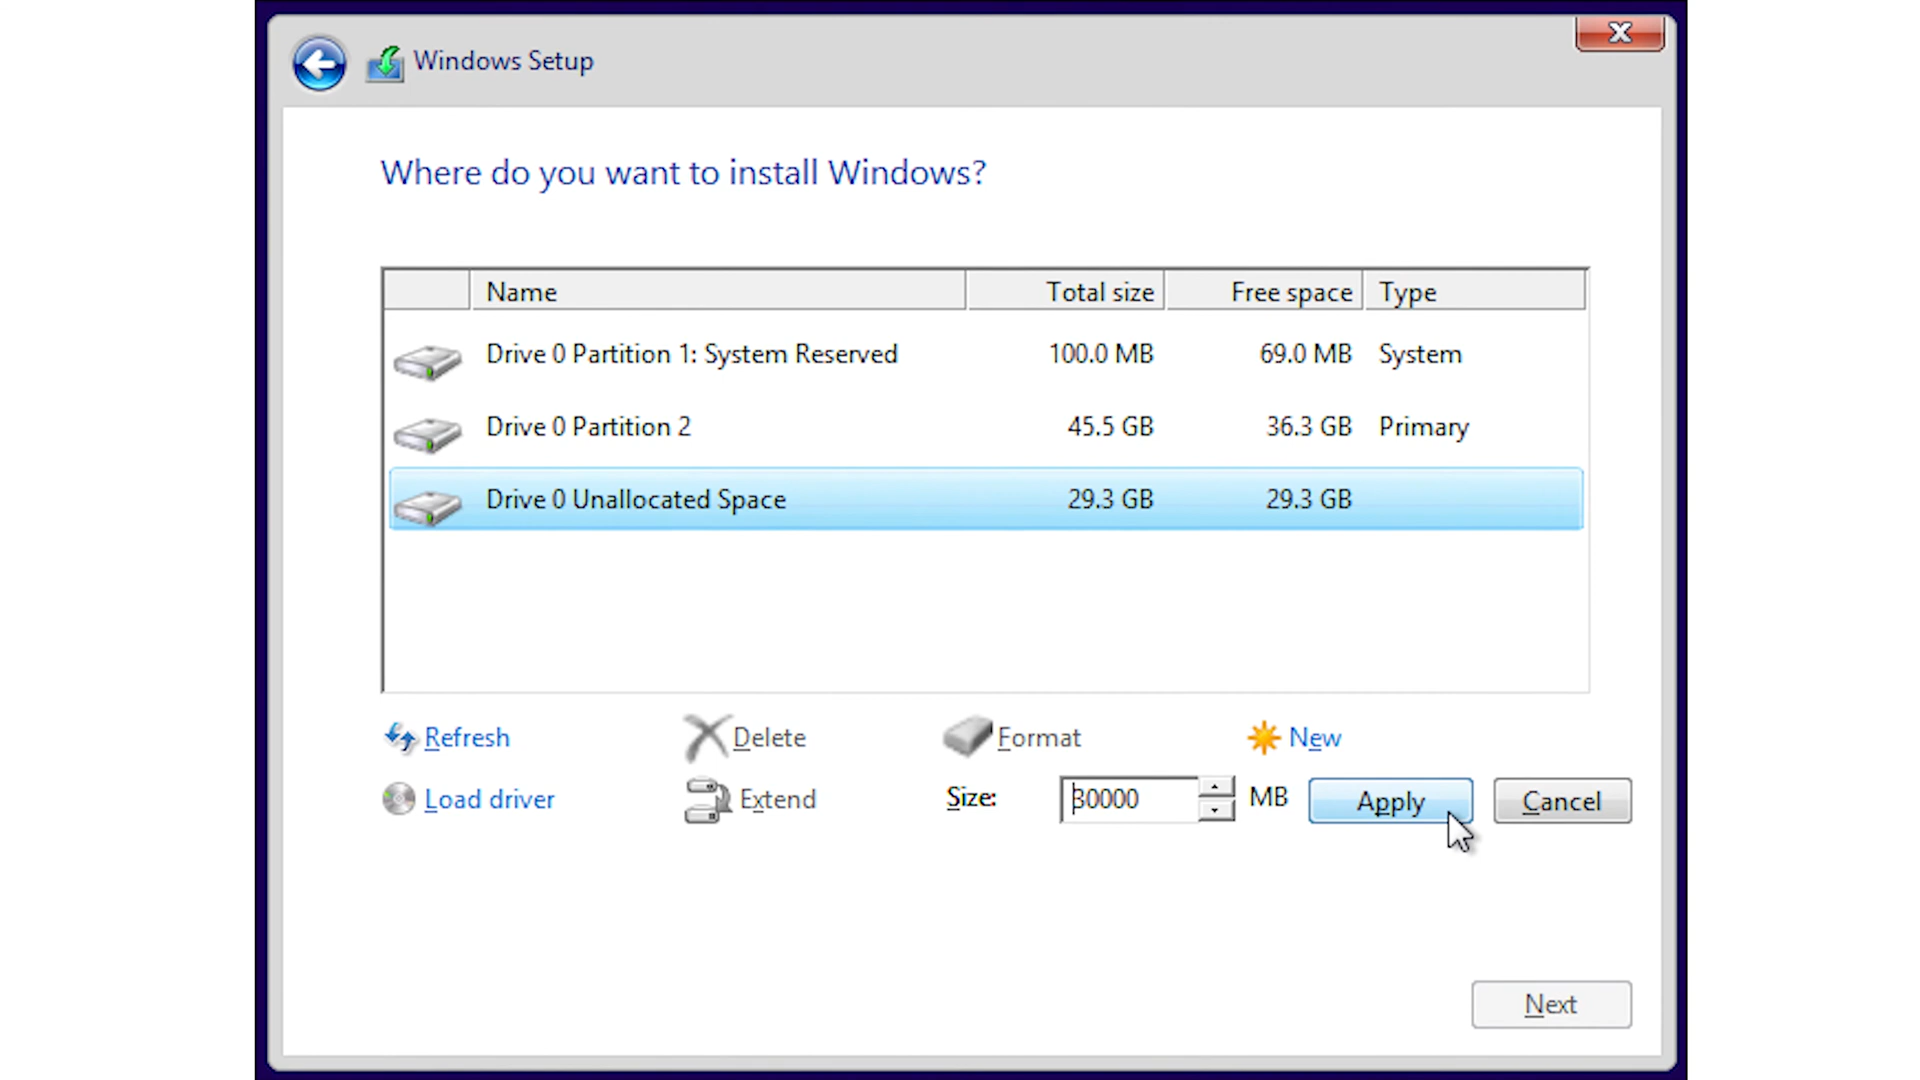 Windows Setup
Where do you want to install Windows?
Name Total size Free space Type
Drive 0 Partition 1: System Reserved 100.0 MB 69.0 MB System
Drive 0 Partition 2 45.5 GB 36.3 GB Primary
Drive 0 Unallocated Space 29.3 GB 29.3 GB
Refresh Delete Format New
Load driver Extend Size: 30000 MB Apply Cancel
Next